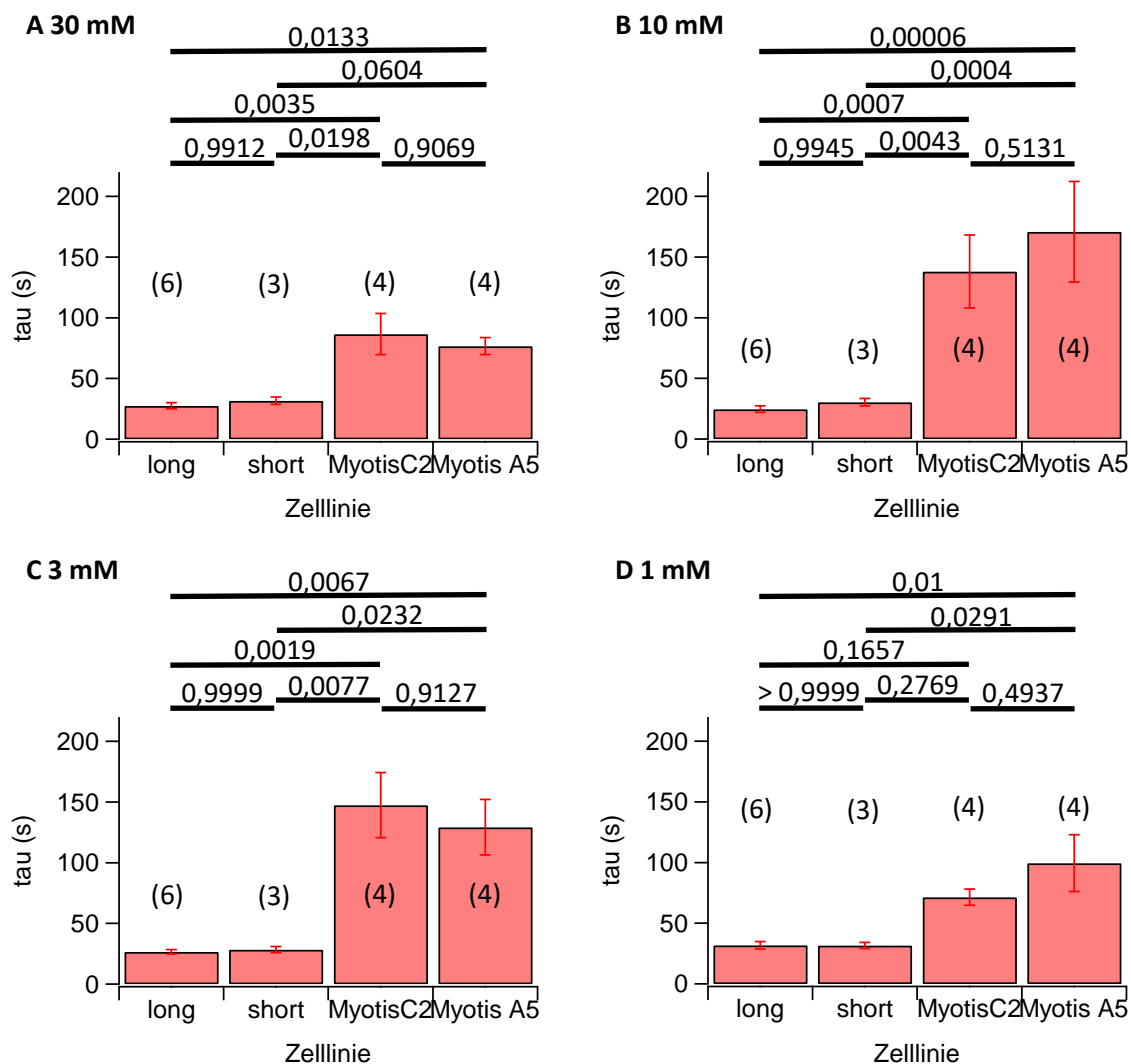 A 30 mM
0,0133
0,0604
0,0035
0,9912 0,0198 0,9069
200
150
100
50
0
tau (s)
(6) (3) (4) (4)
long short MyotisC2 Myotis A5
Zelllinie
B 10 mM
0,00006
0,0004
0,0007
0,9945 0,0043 0,5131
200
150
100
50
0
tau (s)
(6) (3) (4) (4)
long short MyotisC2 Myotis A5
Zelllinie
C 3 mM
0,0067
0,0232
0,0019
0,9999 0,0077 0,9127
200
150
100
50
0
tau (s)
(6) (3) (4) (4)
long short MyotisC2 Myotis A5
Zelllinie
D 1 mM
0,01
0,0291
0,1657
> 0,9999 0,2769 0,4937
200
150
100
50
0
tau (s)
(6) (3) (4) (4)
long short MyotisC2 Myotis A5
Zelllinie